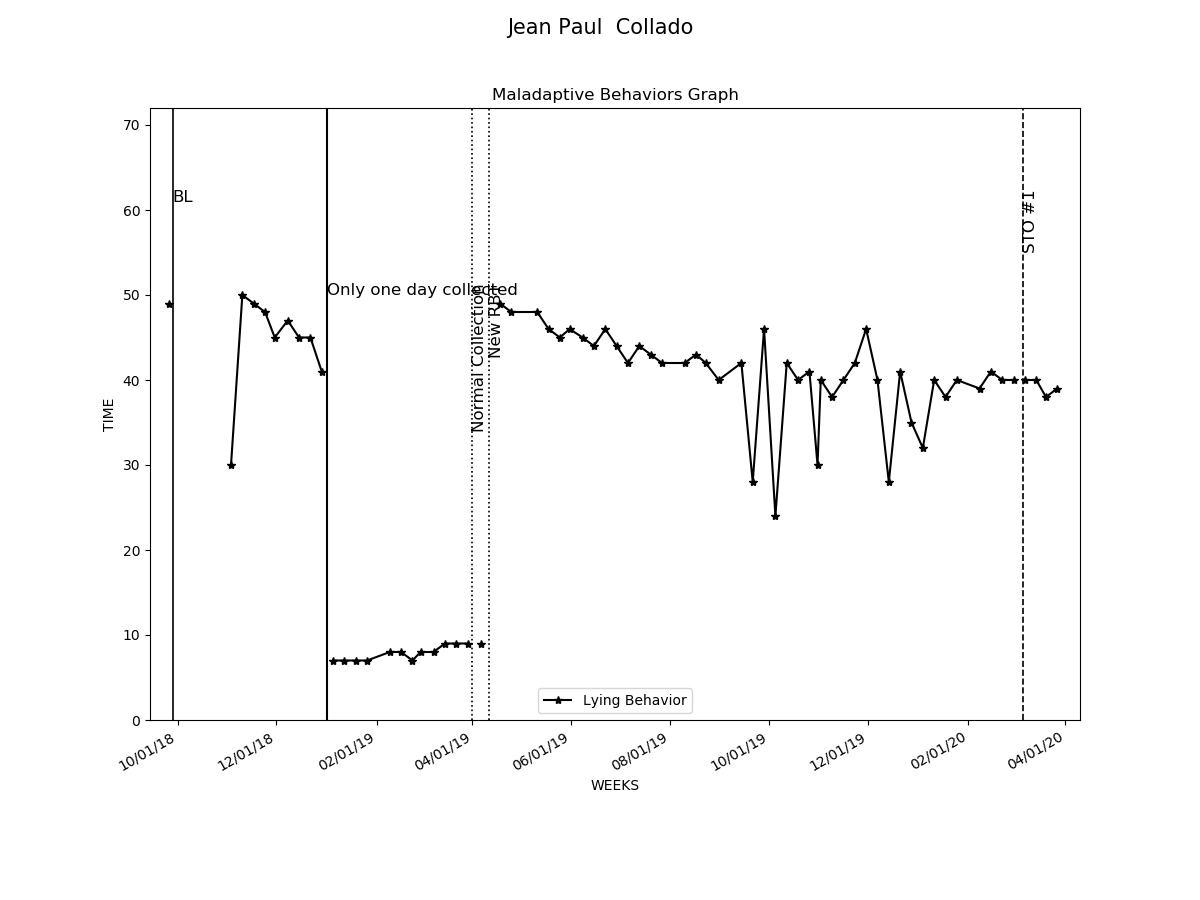 Jean Paul  Collado
Maladaptive Behaviors Graph
70
60
50
40
30
20
10
0
TIME
BL
Only one day collected
Normal Collection
New RBT
STO #1
Lying Behavior
10/01/18
12/01/18
02/01/19
04/01/19
06/01/19
08/01/19
10/01/19
12/01/19
02/01/20
04/01/20
WEEKS